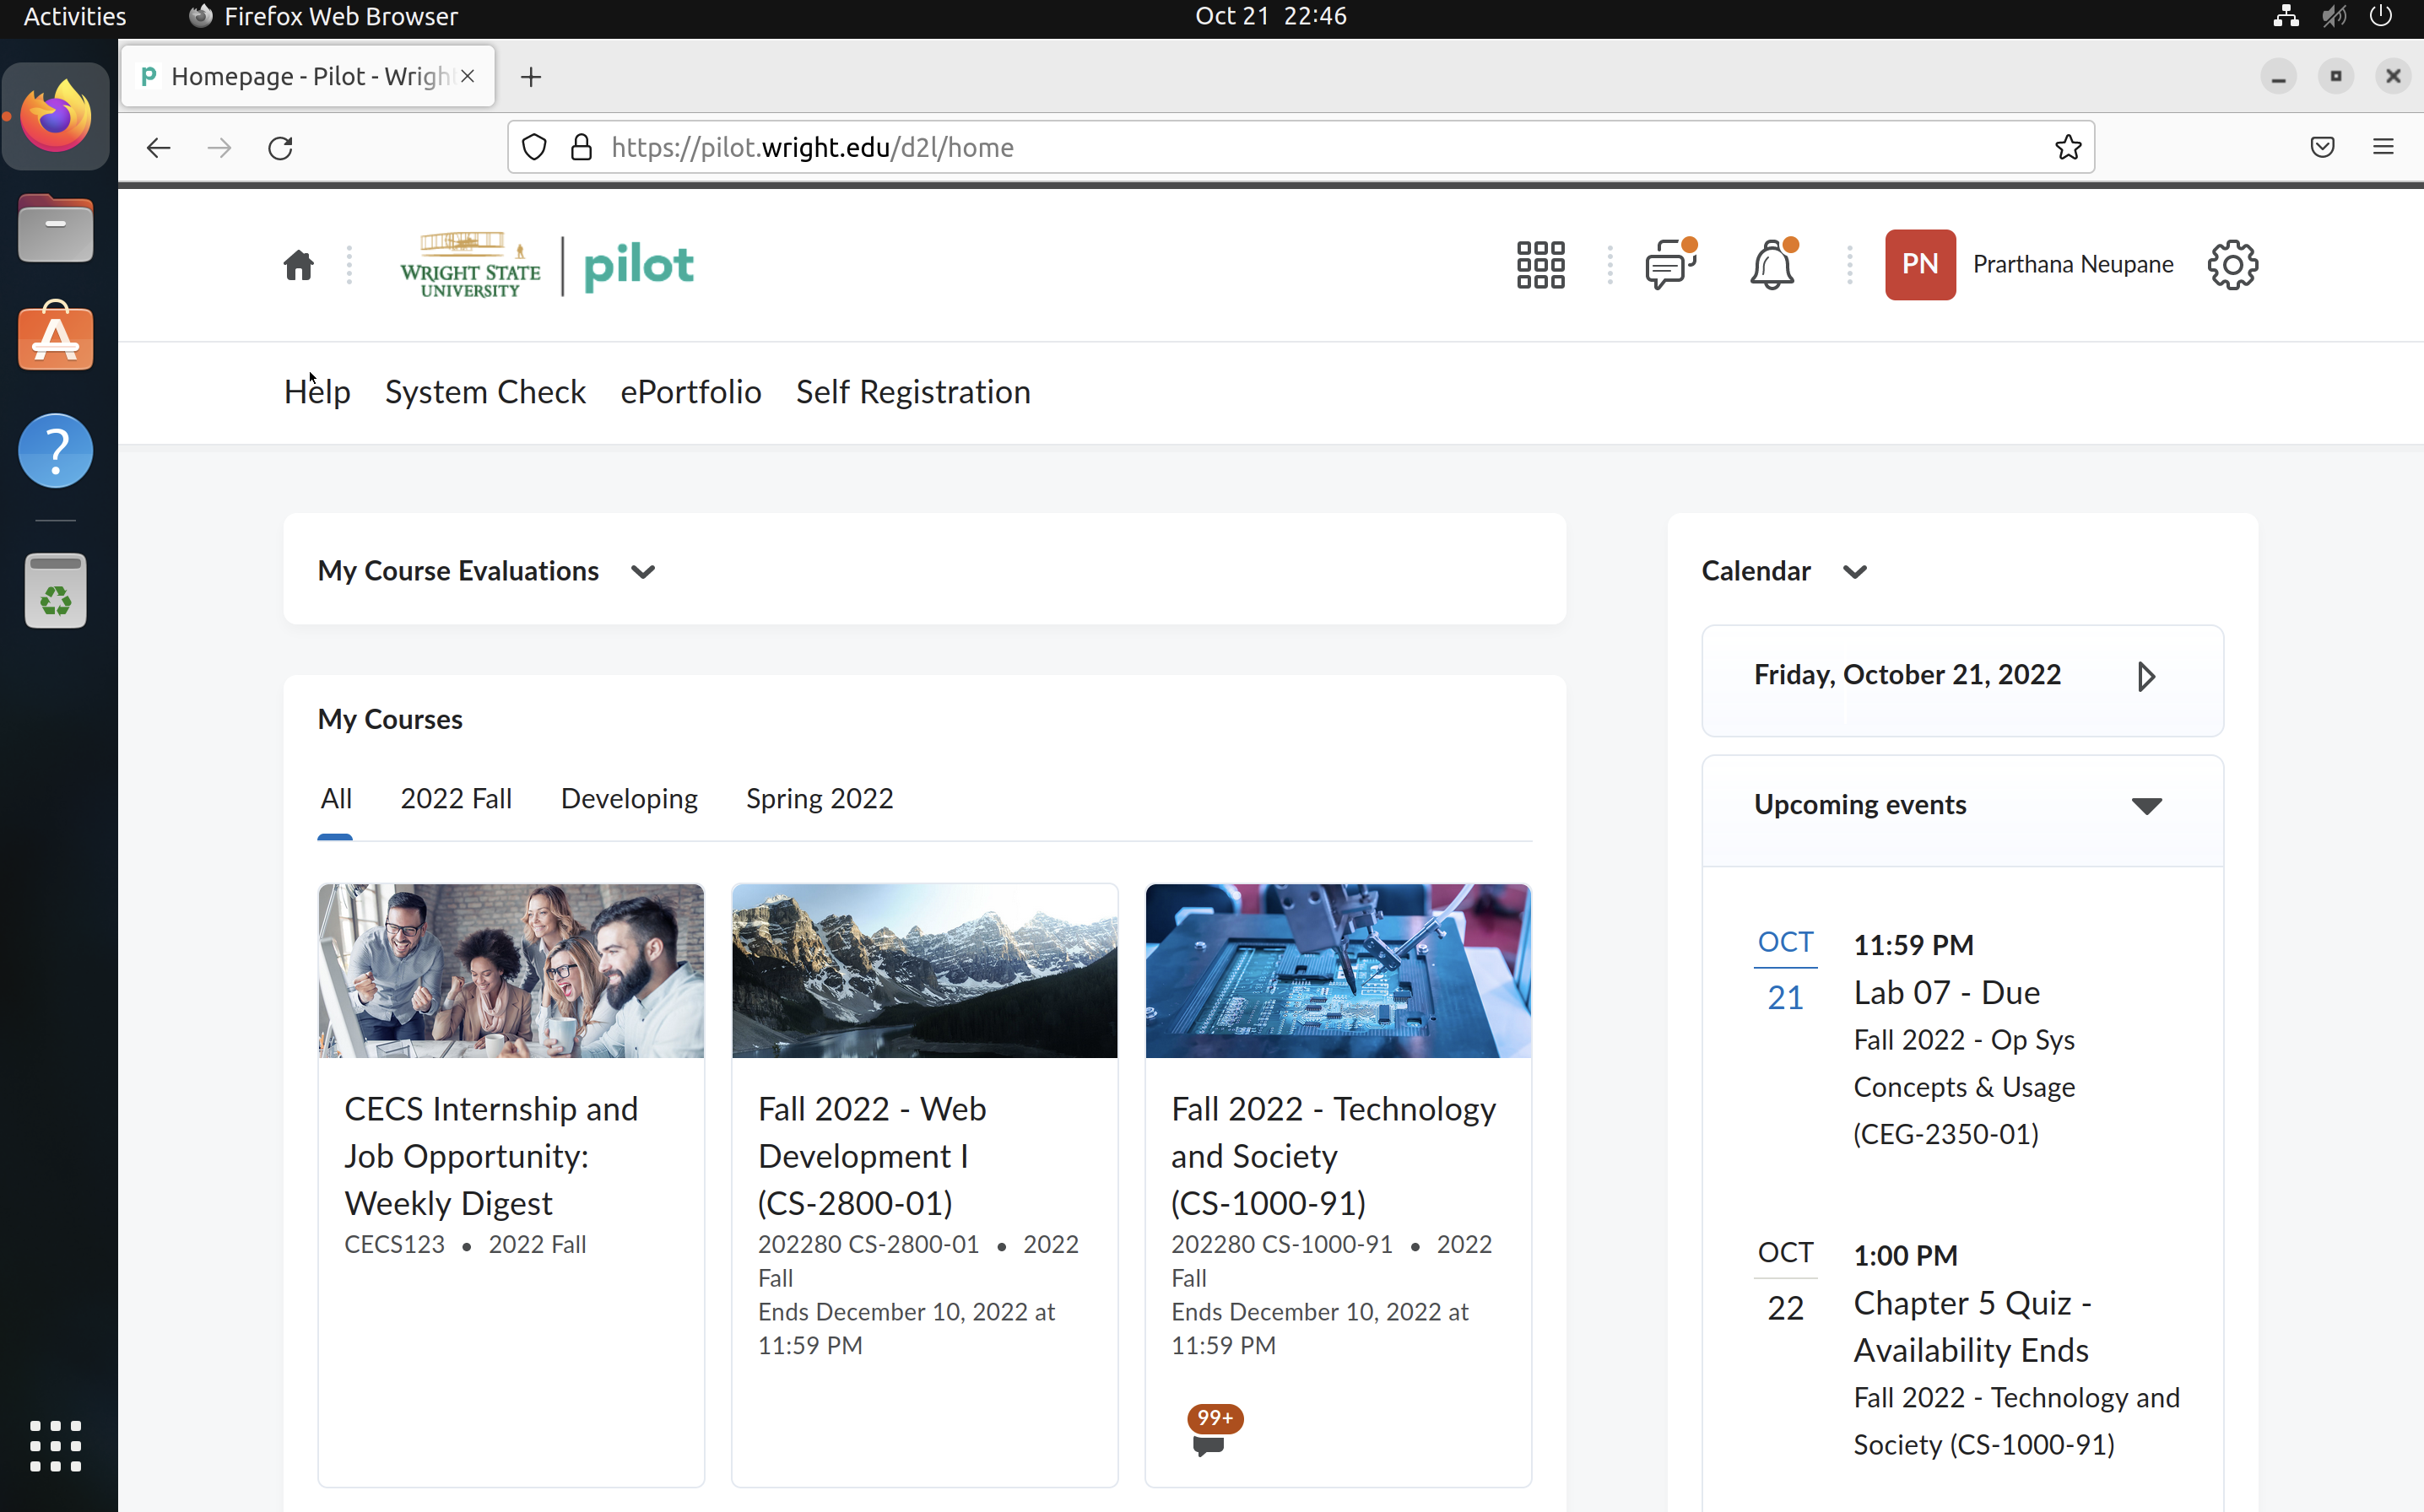 Activities
Firefox Web Browser
Oct 21 22:46
Homepage - Pilot - Wrigh
https://pilot.wright.edu/d2l/home
WRIGHT STATE
UNIVERSITY
pilot
PN
Prarthana Neupane
Help
System Check
ePortfolio
Self Registration
My Course Evaluations
My Courses
All
2022 Fall
Developing
Spring 2022
CECS Internship and
Job Opportunity:
Weekly Digest
CECS123 • 2022 Fall
Fall 2022 - Web
Development I
(CS-2800-01)
202280 CS-2800-01 • 2022
Fall
Ends December 10, 2022 at
11:59 PM
Fall 2022 - Technology
and Society
(CS-1000-91)
202280 CS-1000-91 • 2022
Fall
Ends December 10, 2022 at
11:59 PM
99+
Calendar
Friday, October 21, 2022
Upcoming events
OCT
21
11:59 PM
Lab 07 - Due
Fall 2022 - Op Sys
Concepts & Usage
(CEG-2350-01)
OCT
22
1:00 PM
Chapter 5 Quiz -
Availability Ends
Fall 2022 - Technology and
Society (CS-1000-91)